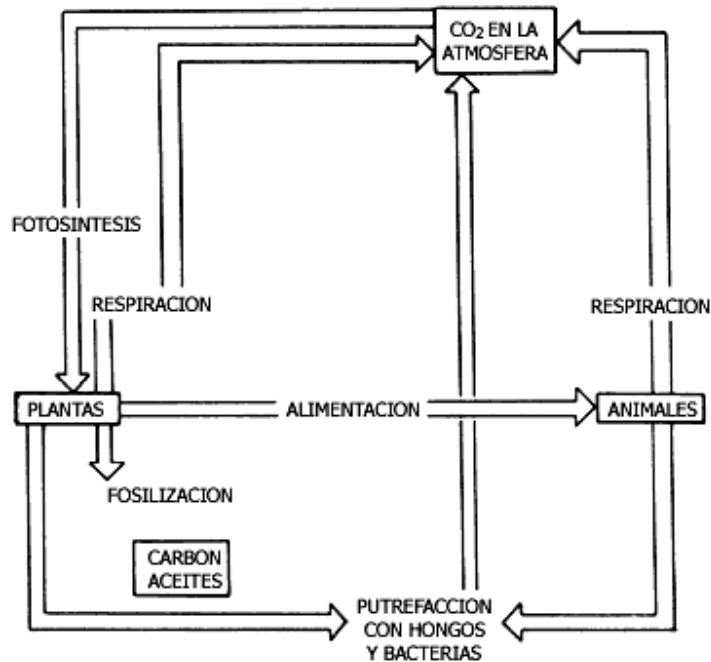 CO₂ EN LA
ATMOSFERA
FOTOSINTESIS
RESPIRACION
RESPIRACION
PLANTAS
ALIMENTACION
ANIMALES
FOSILIZACION
CARBON
ACEITES
PUTREFACCION
CON HONGOS
Y BACTERIAS